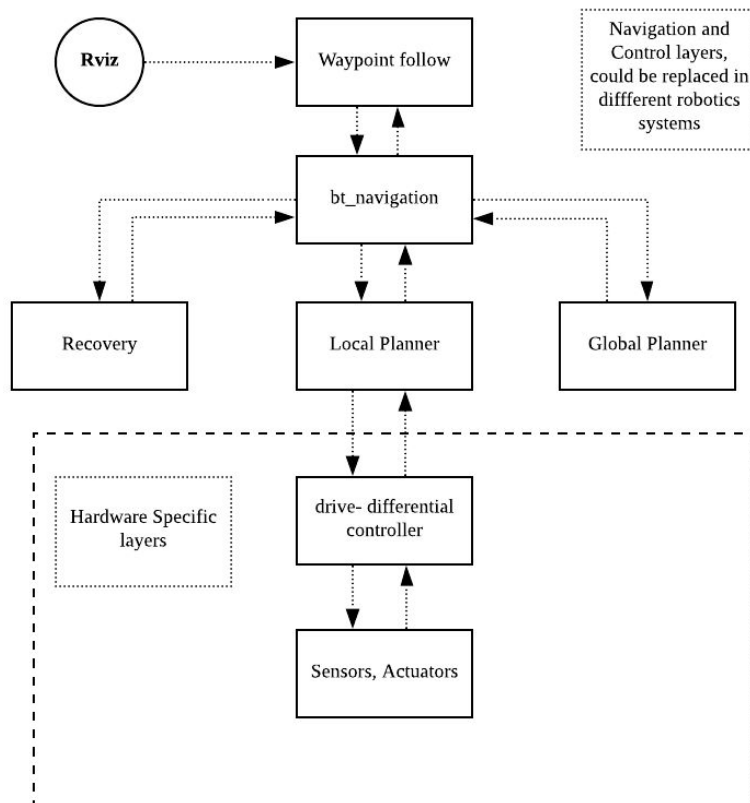 Rviz
Waypoint follow
Navigation and
Control layers,
could be replaced in
diffferent robotics
systems
bt_navigation
Recovery
Local Planner
Global Planner
Hardware Specific
layers
drive- differential
controller
Sensors, Actuators